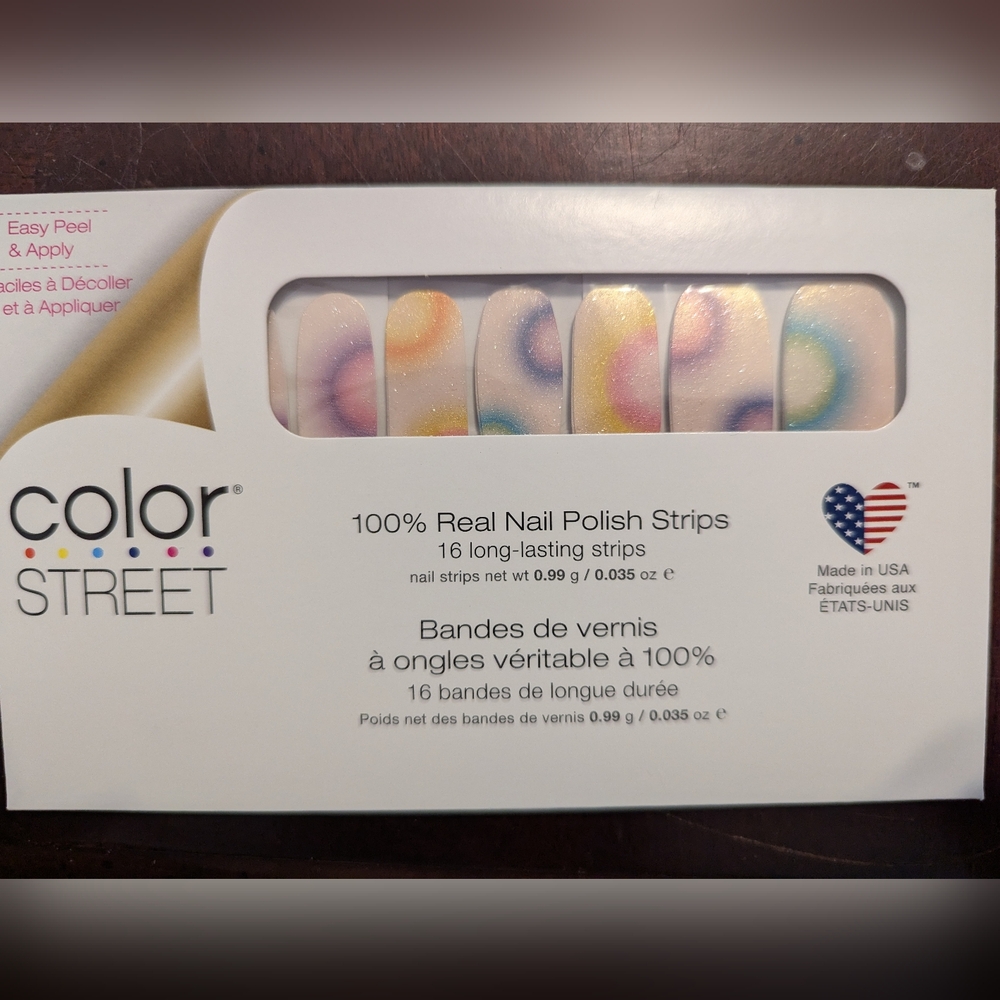 Easy Peel
& Apply
aciles à Décoller
et à Appliquer
color®
STREET
100% Real Nail Polish Strips
16 long-lasting strips
nail strips net wt 0.99 g / 0.035 oz ℮
Bandes de vernis
à ongles véritable à 100%
16 bandes de longue durée
Poids net des bandes de vernis 0.99 g / 0.035 oz ℮
TM
Made in USA
Fabriquées aux
ÉTATS-UNIS